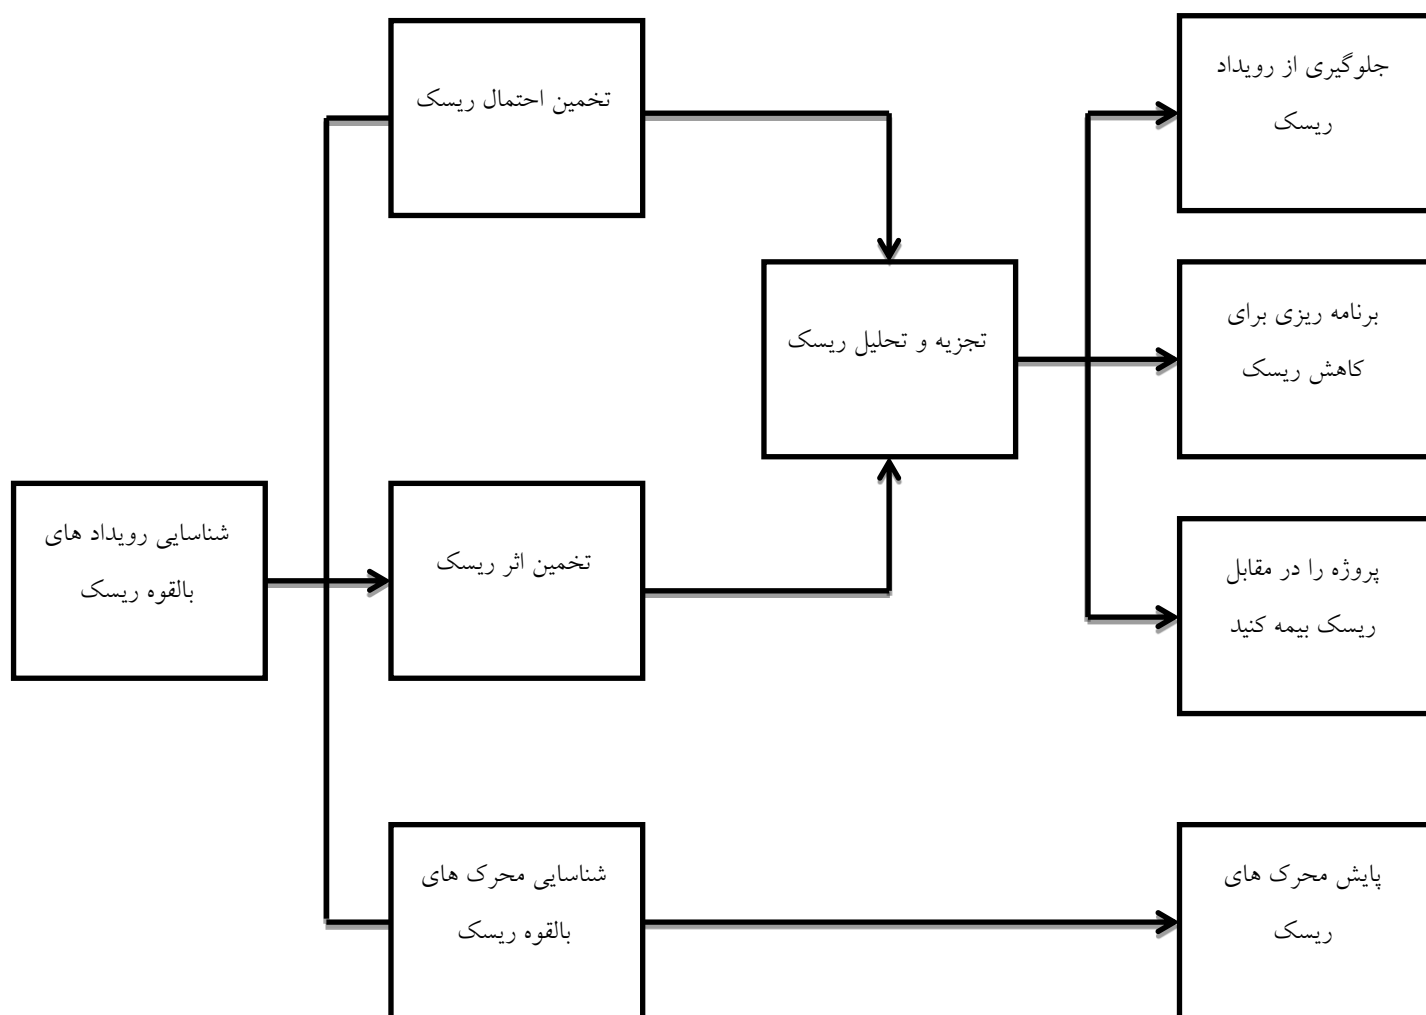 تخمین احتمال ریسک
جلوگیری از رویداد
ریسک
تجزیه و تحلیل ریسک
برنامه ریزی برای
کاهش ریسک
شناسایی رویداد های
بالقوه ریسک
تخمین اثر ریسک
پروژه را در مقابل
ریسک بیمه کنید
شناسایی محرک های
بالقوه ریسک
پایش محرک های
ریسک